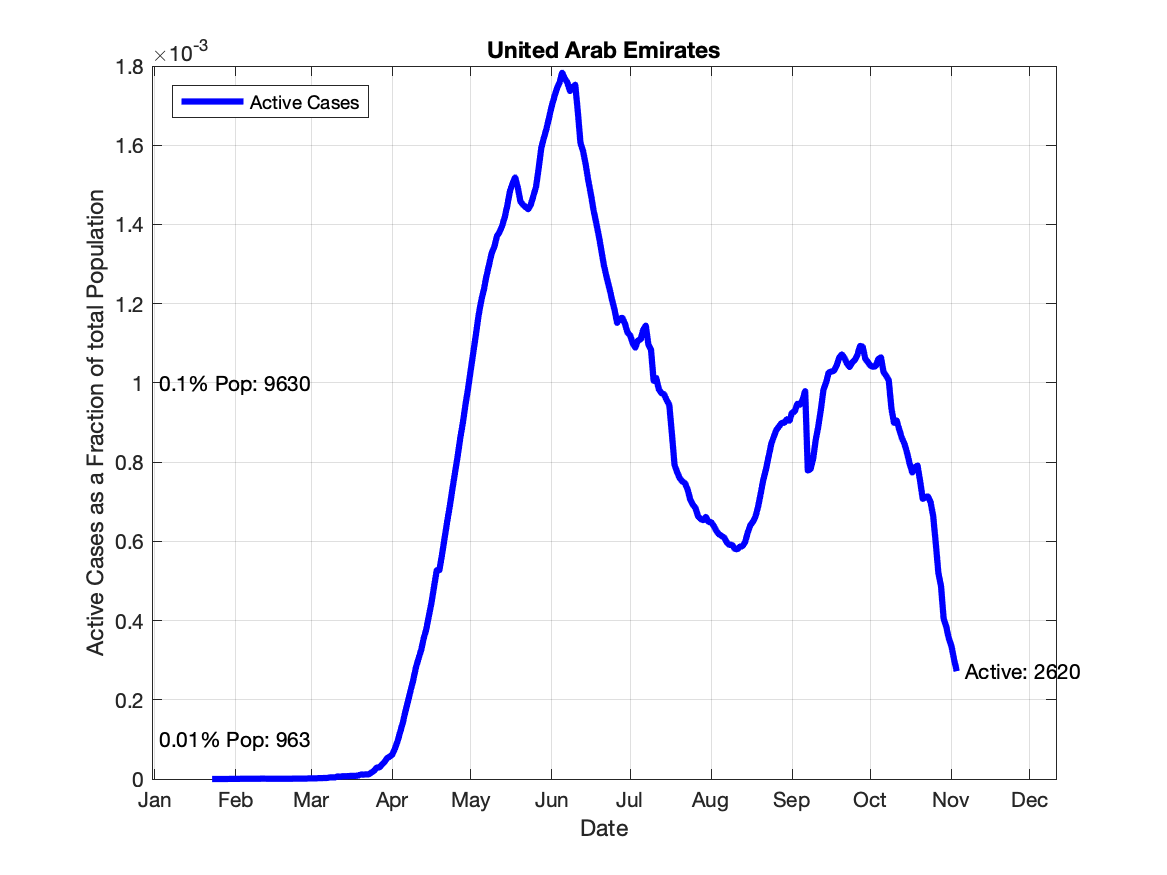 ×10-3
United Arab Emirates
1.8
Active Cases
1.6
1.4
1.2
1
0.1% Pop: 9630
0.8
0.6
0.4
Active: 2620
0.2
0.01% Pop: 963
0
Active Cases as a Fraction of total Population
Jan Feb Mar Apr May Jun Jul Aug Sep Oct Nov Dec
Date